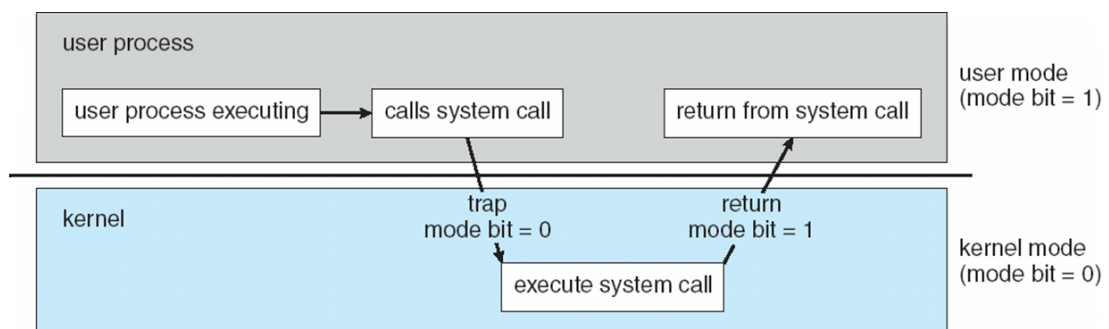 user process
user process executing
calls system call
return from system call
user mode
(mode bit = 1)
kernel
trap
mode bit = 0
return
mode bit = 1
execute system call
kernel mode
(mode bit = 0)